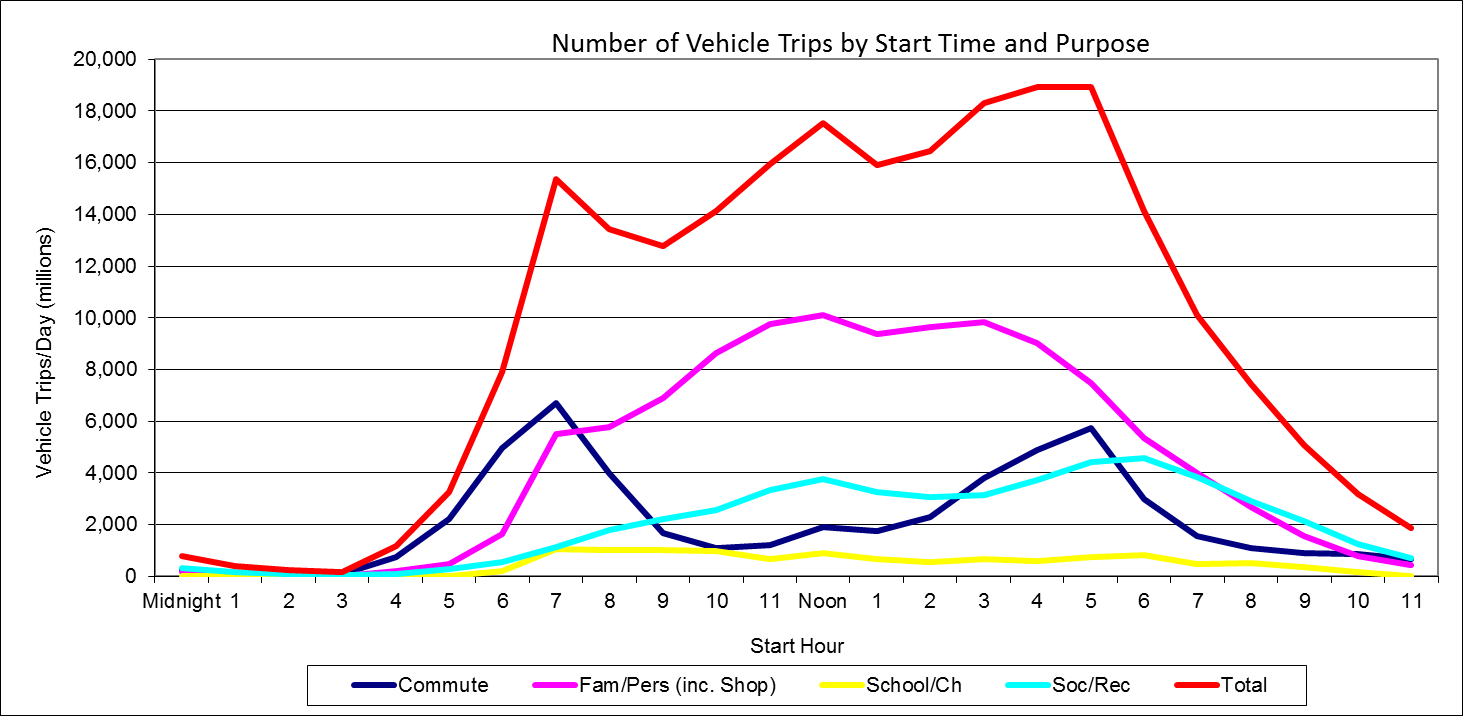 Number of Vehicle Trips by Start Time and Purpose
20,000
18,000
16,000
14,000
12,000
10,000
8,000
6,000
4,000
2,000
0
Vehicle Trips/Day (millions)
Midnight 1 2 3 4 5 6 7 8 9 10 11 Noon 1 2 3 4 5 6 7 8 9 10 11
Start Hour
Commute Fam/Pers (inc. Shop) School/Ch Soc/Rec Total